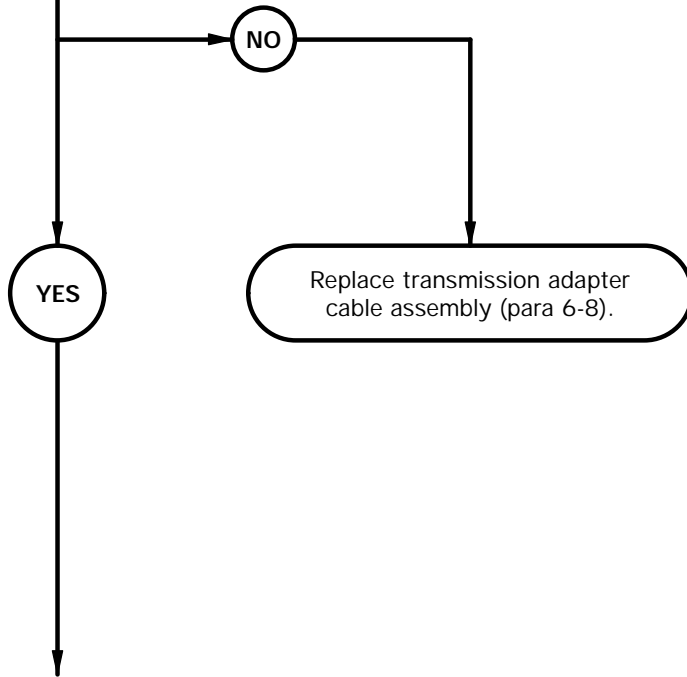 NO
YES
Replace transmission adapter
cable assembly (para 6-8).